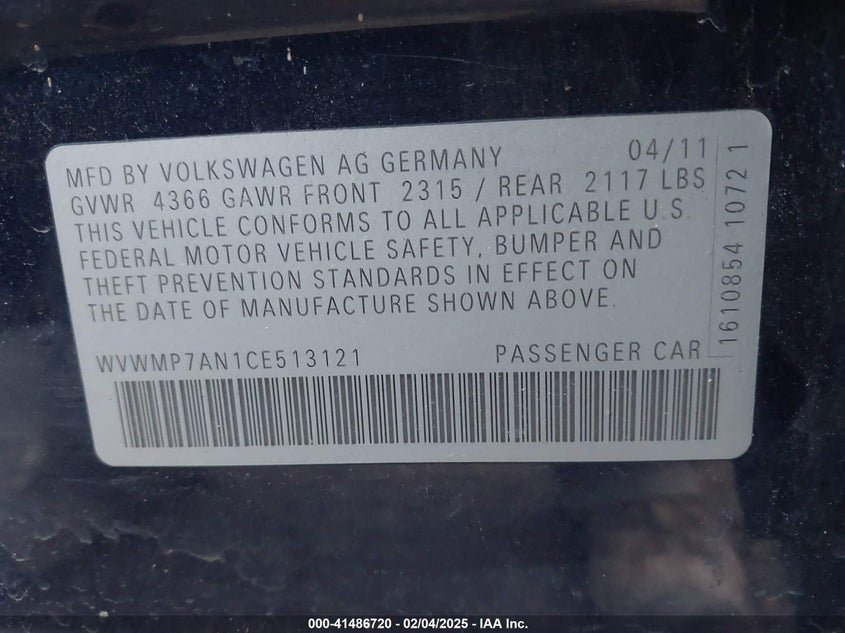 MFD BY VOLKSWAGEN AG GERMANY 04/11
GVWR 4366 GAWR FRONT 2315 / REAR 2117 LBS
THIS VEHICLE CONFORMS TO ALL APPLICABLE U.S.
FEDERAL MOTOR VEHICLE SAFETY, BUMPER AND
THEFT PREVENTION STANDARDS IN EFFECT ON
THE DATE OF MANUFACTURE SHOWN ABOVE.
WVWMP7AN1CE513121 PASSENGER CAR
1610854 1072 1
000-41486720 - 02/04/2025 - IAA Inc.